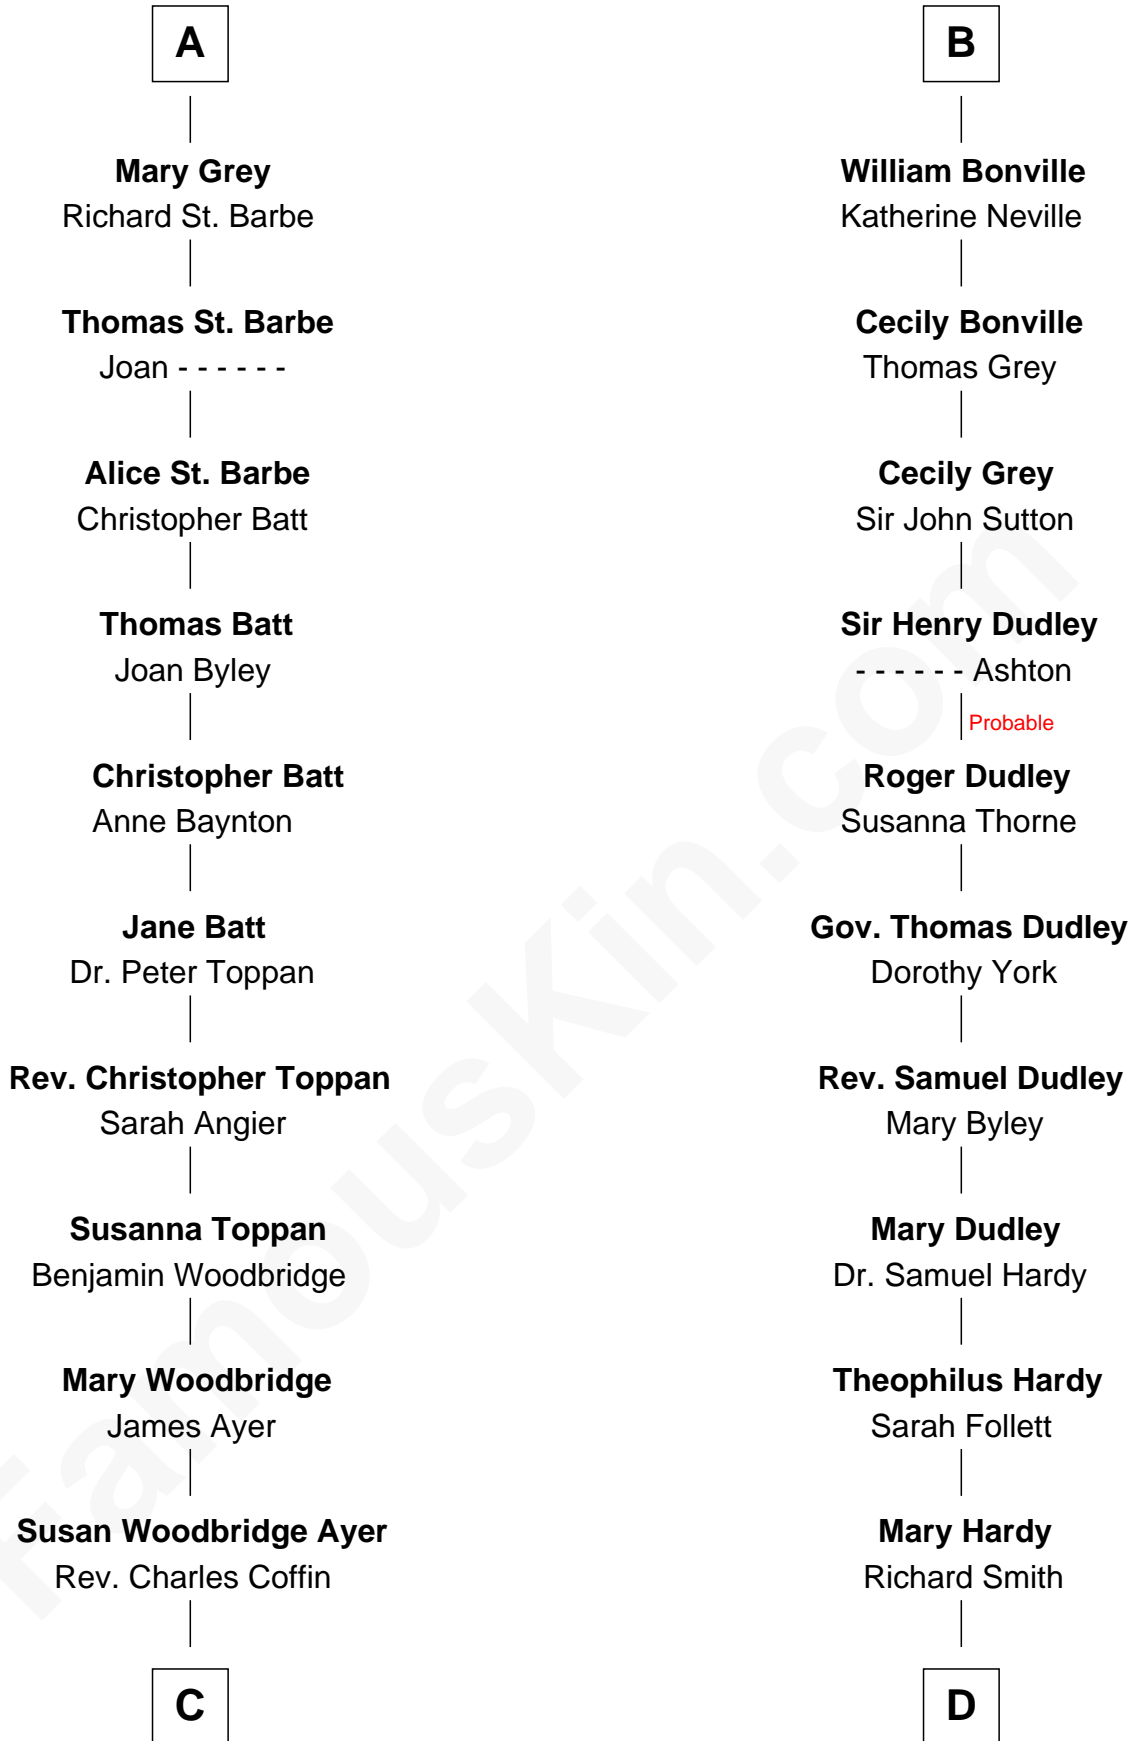 A
Mary Grey
Richard St. Barbe
Thomas St. Barbe
Joan - - - - - -
Alice St. Barbe
Christopher Batt
Thomas Batt
Joan Byley
Christopher Batt
Anne Baynton
Jane Batt
Dr. Peter Toppan
Rev. Christopher Toppan
Sarah Angier
Susanna Toppan
Benjamin Woodbridge
Mary Woodbridge
James Ayer
Susan Woodbridge Ayer
Rev. Charles Coffin
C
B
William Bonville
Katherine Neville
Cecily Bonville
Thomas Grey
Cecily Grey
Sir John Sutton
Sir Henry Dudley
- - - - - - Ashton
Probable
Roger Dudley
Susanna Thorne
Gov. Thomas Dudley
Dorothy York
Rev. Samuel Dudley
Mary Byley
Mary Dudley
Dr. Samuel Hardy
Theophilus Hardy
Sarah Follett
Mary Hardy
Richard Smith
D
FamousKin.com